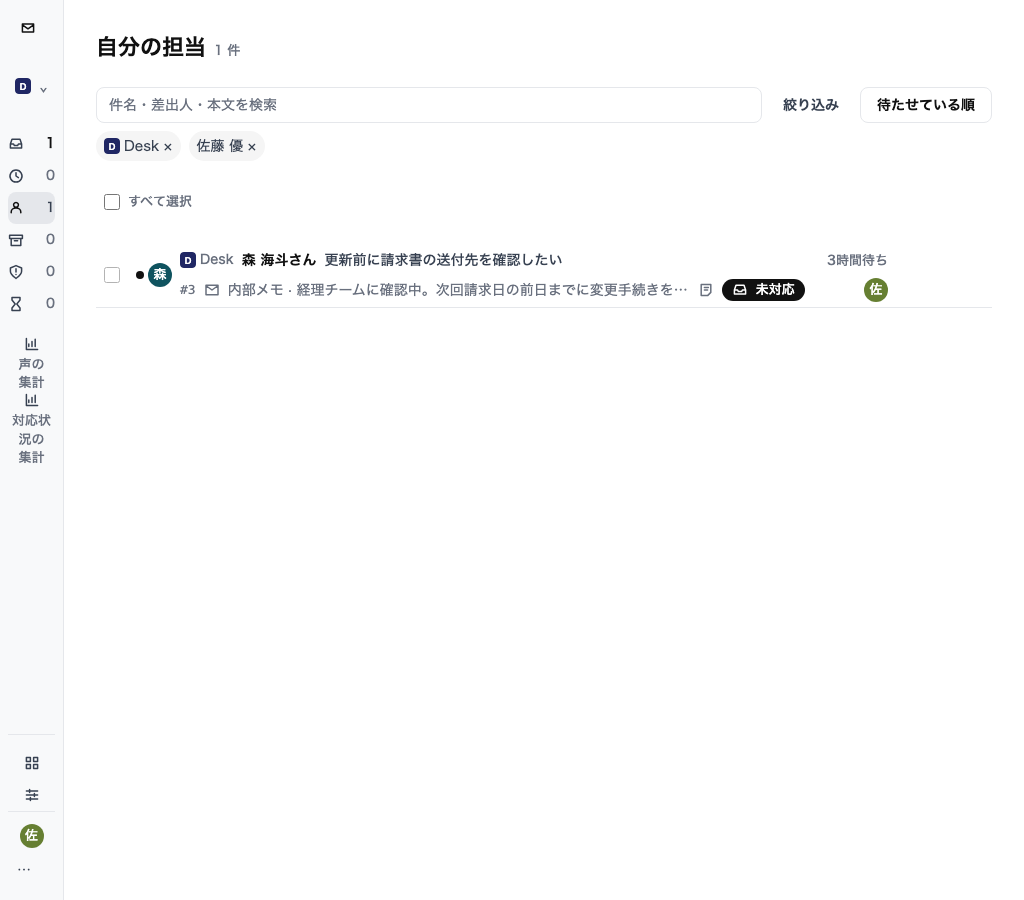 自分の担当 1 件
D
件名・差出人・本文を検索
絞り込み
待たせている順
D Desk ×
佐藤 優 ×
1
0
1
0
0
0
すべて選択
森
D Desk 森 海斗さん 更新前に請求書の送付先を確認したい
3時間待ち
#3 内部メモ · 経理チームに確認中。次回請求日の前日までに変更手続きを…
未対応
佐
声の
集計
対応状
況の
集計
佐
…